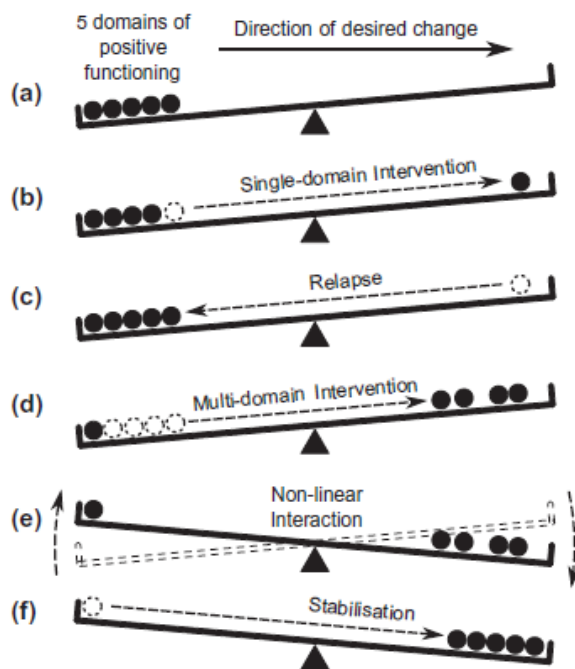 5 domains of
positive
functioning
Direction of desired change
(a)
(b)
Single-domain Intervention
(c)
Relapse
(d)
Multi-domain Intervention
(e)
Non-linear
Interaction
(f)
Stabilisation